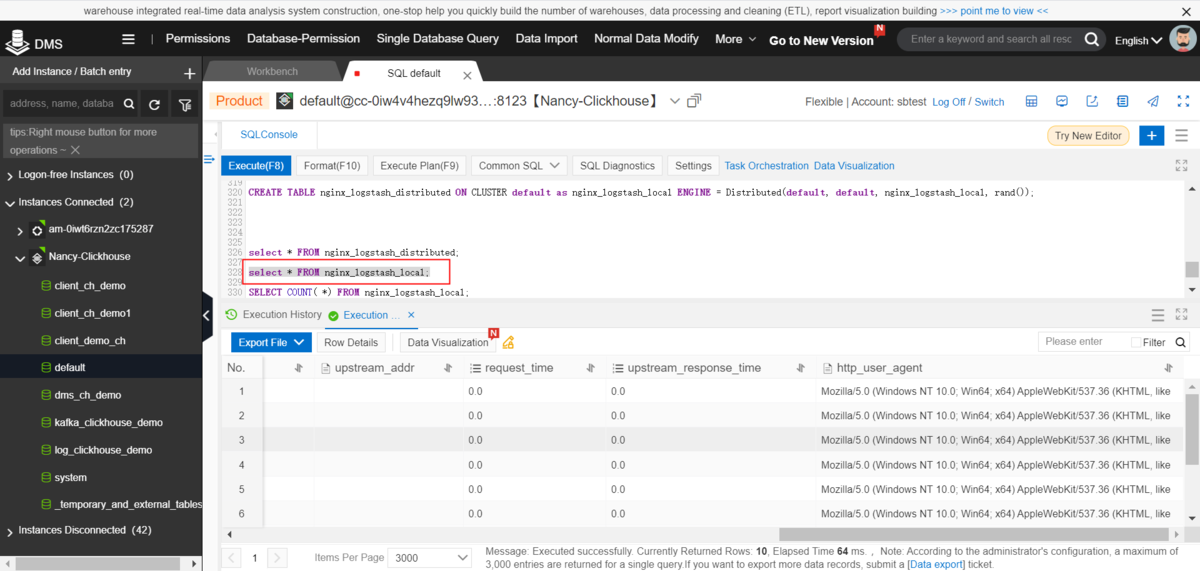 warehouse integrated real-time data analysis system construction, one-stop help you quickly build the number of warehouses, data processing and cleaning (ETL), report visualization building >>> point me to view <<
DMS
Permissions Database-Permission Single Database Query Data Import Normal Data Modify More Go to New Version N Enter a keyword and search all resc English
Add Instance / Batch entry +
Workbench SQL default
address, name, databa
Product default@cc-0iw4v4hezq9lw93...:8123【Nancy-Clickhouse】 Flexible | Account: sbtest Log Off / Switch
tips:Right mouse button for more
operations ~
SQLConsole Try New Editor +
Logon-free Instances (0)
Execute(F8) Format(F10) Execute Plan(F9) Common SQL SQL Diagnostics Settings Task Orchestration Data Visualization
Instances Connected (2)
am-0iwt6rzn2zc175287
Nancy-Clickhouse
client_ch_demo
client_ch_demo1
client_demo_ch
default
dms_ch_demo
kafka_clickhouse_demo
log_clickhouse_demo
system
_temporary_and_external_tables
Instances Disconnected (42)
319
320 CREATE TABLE nginx_logstash_distributed ON CLUSTER default as nginx_logstash_local ENGINE = Distributed(default, default, nginx_logstash_local, rand());
321
322
323
324
325
326 select * FROM nginx_logstash_distributed;
327
328 select * FROM nginx_logstash_local;
329
330 SELECT COUNT( *) FROM nginx_logstash_local;
Execution History Execution ...
Export File Row Details Data Visualization N Please enter Filter
No. upstream_addr request_time upstream_response_time http_user_agent
1 0.0 0.0 Mozilla/5.0 (Windows NT 10.0; Win64; x64) AppleWebKit/537.36 (KHTML, like
2 0.0 0.0 Mozilla/5.0 (Windows NT 10.0; Win64; x64) AppleWebKit/537.36 (KHTML, like
3 0.0 0.0 Mozilla/5.0 (Windows NT 10.0; Win64; x64) AppleWebKit/537.36 (KHTML, like
4 0.0 0.0 Mozilla/5.0 (Windows NT 10.0; Win64; x64) AppleWebKit/537.36 (KHTML, like
5 0.0 0.0 Mozilla/5.0 (Windows NT 10.0; Win64; x64) AppleWebKit/537.36 (KHTML, like
6 0.0 0.0 Mozilla/5.0 (Windows NT 10.0; Win64; x64) AppleWebKit/537.36 (KHTML, like
1 Items Per Page 3000
Message: Executed successfully. Currently Returned Rows: 10, Elapsed Time 64 ms. , Note: According to the administrator's configuration, a maximum of
3,000 entries are returned for a single query.If you want to export more data records, submit a [Data export] ticket.